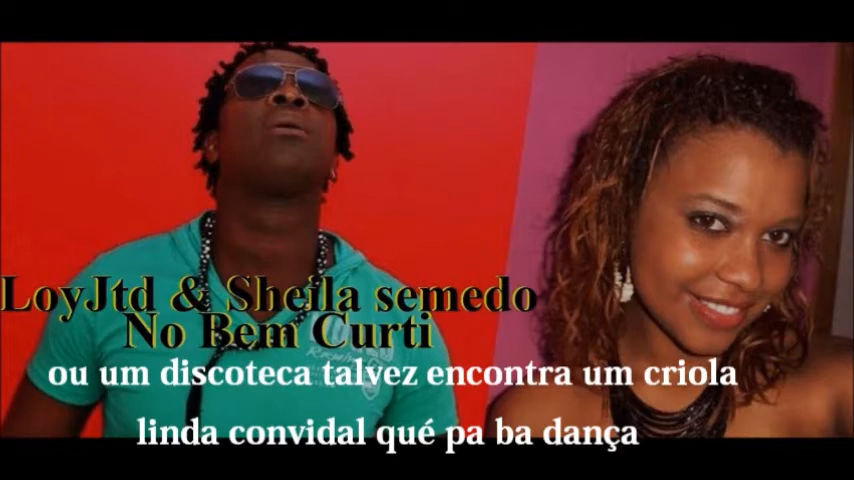 LoyJtd & Sheila semedo
No Bem Curti
ou um discoteca talvez encontra um criola
linda convidal qué pa ba dança